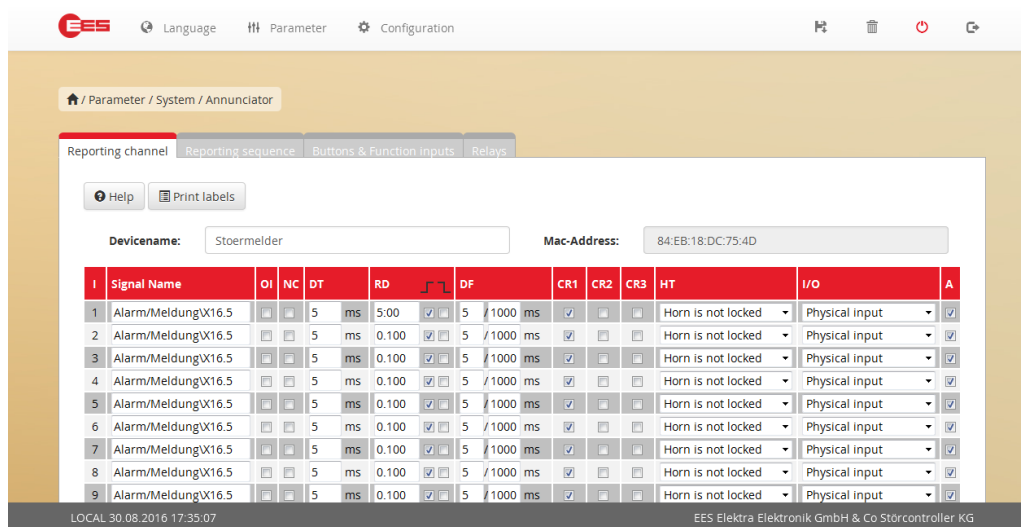 EES Language Parameter Configuration
/ Parameter / System / Annunciator
Reporting channel Reporting sequence Buttons & Function inputs Relays
Help Print labels
Devicename: Stoermelder Mac-Address: 84:EB:18:DC:75:4D
I Signal Name OI NC DT RD DF CR1 CR2 CR3 HT I/O A
1 Alarm/Meldung\X16.5 5 ms 5:00 5 / 1000 ms Horn is not locked Physical input
2 Alarm/Meldung\X16.5 5 ms 0.100 5 / 1000 ms Horn is not locked Physical input
3 Alarm/Meldung\X16.5 5 ms 0.100 5 / 1000 ms Horn is not locked Physical input
4 Alarm/Meldung\X16.5 5 ms 0.100 5 / 1000 ms Horn is not locked Physical input
5 Alarm/Meldung\X16.5 5 ms 0.100 5 / 1000 ms Horn is not locked Physical input
6 Alarm/Meldung\X16.5 5 ms 0.100 5 / 1000 ms Horn is not locked Physical input
7 Alarm/Meldung\X16.5 5 ms 0.100 5 / 1000 ms Horn is not locked Physical input
8 Alarm/Meldung\X16.5 5 ms 0.100 5 / 1000 ms Horn is not locked Physical input
9 Alarm/Meldung\X16.5 5 ms 0.100 5 / 1000 ms Horn is not locked Physical input
LOCAL 30.08.2016 17:35:07 EES Elektra Elektronik GmbH & Co Störcontroller KG